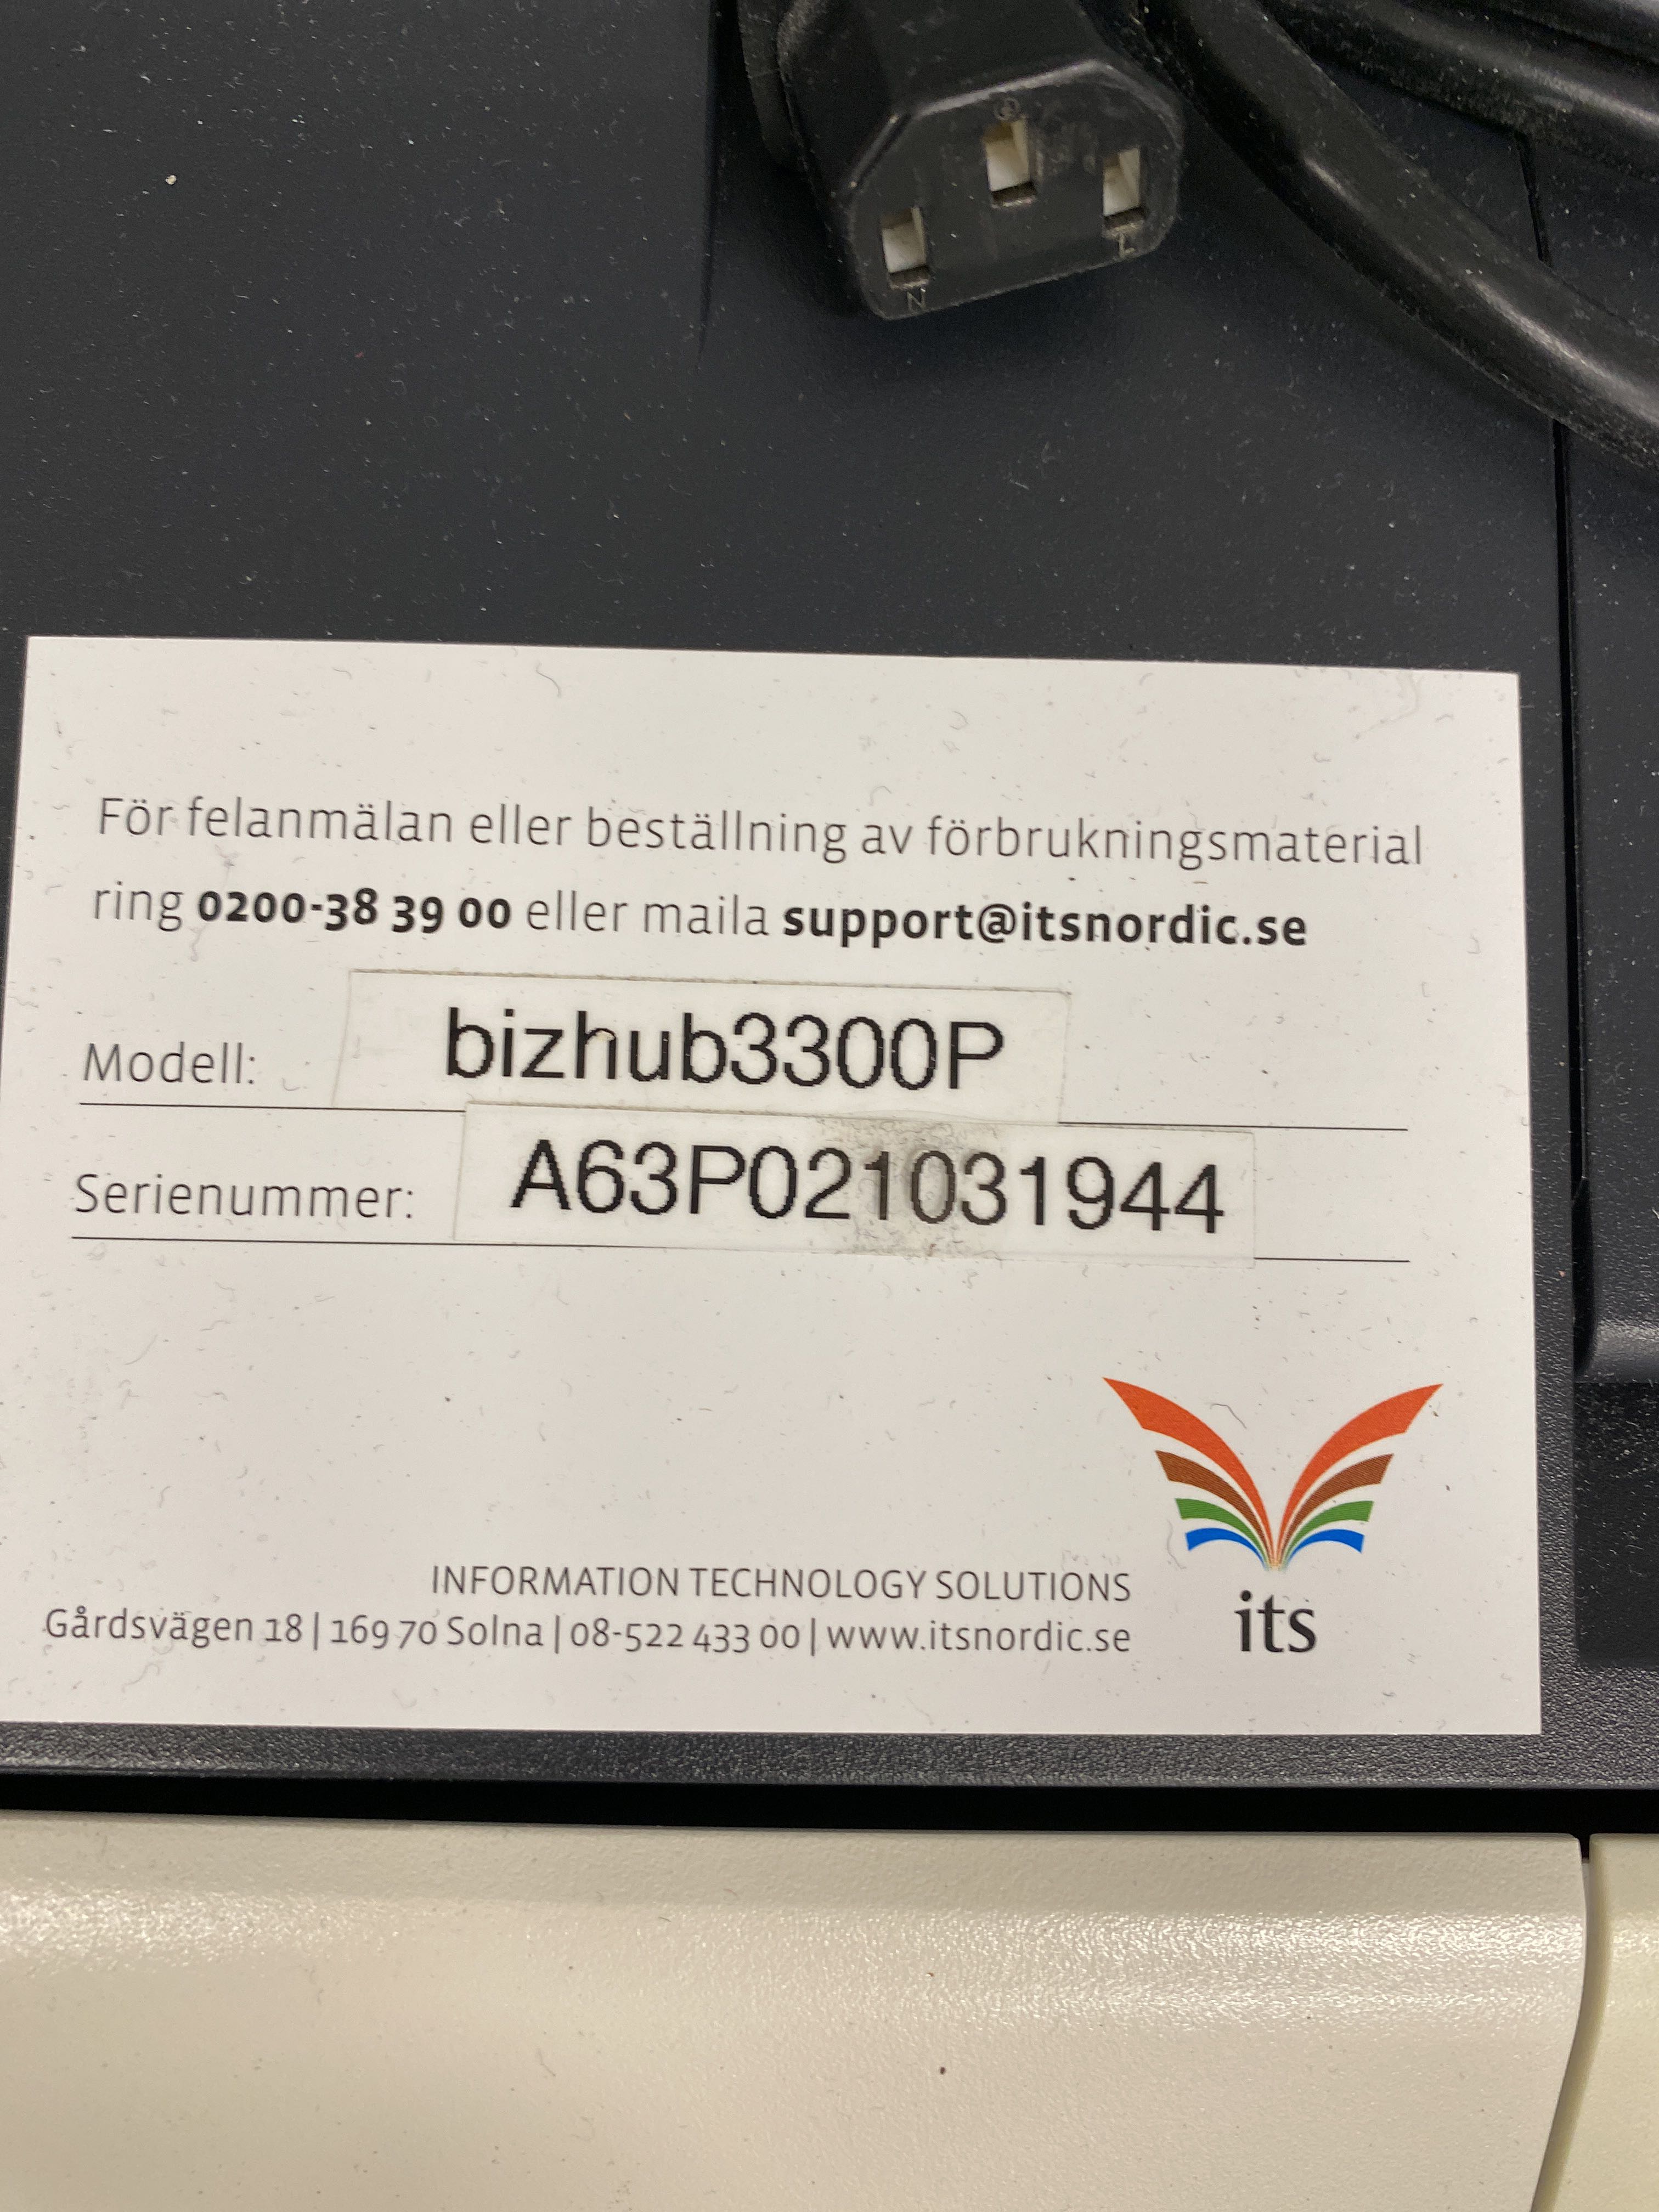 N
L
För felanmälan eller beställning av förbrukningsmaterial
ring 0200-38 39 00 eller maila support@itsnordic.se
Modell: bizhub3300P
Serienummer: A63P021031944
INFORMATION TECHNOLOGY SOLUTIONS
Gårdsvägen 18 | 169 70 Solna | 08-522 433 00 | www.itsnordic.se
its